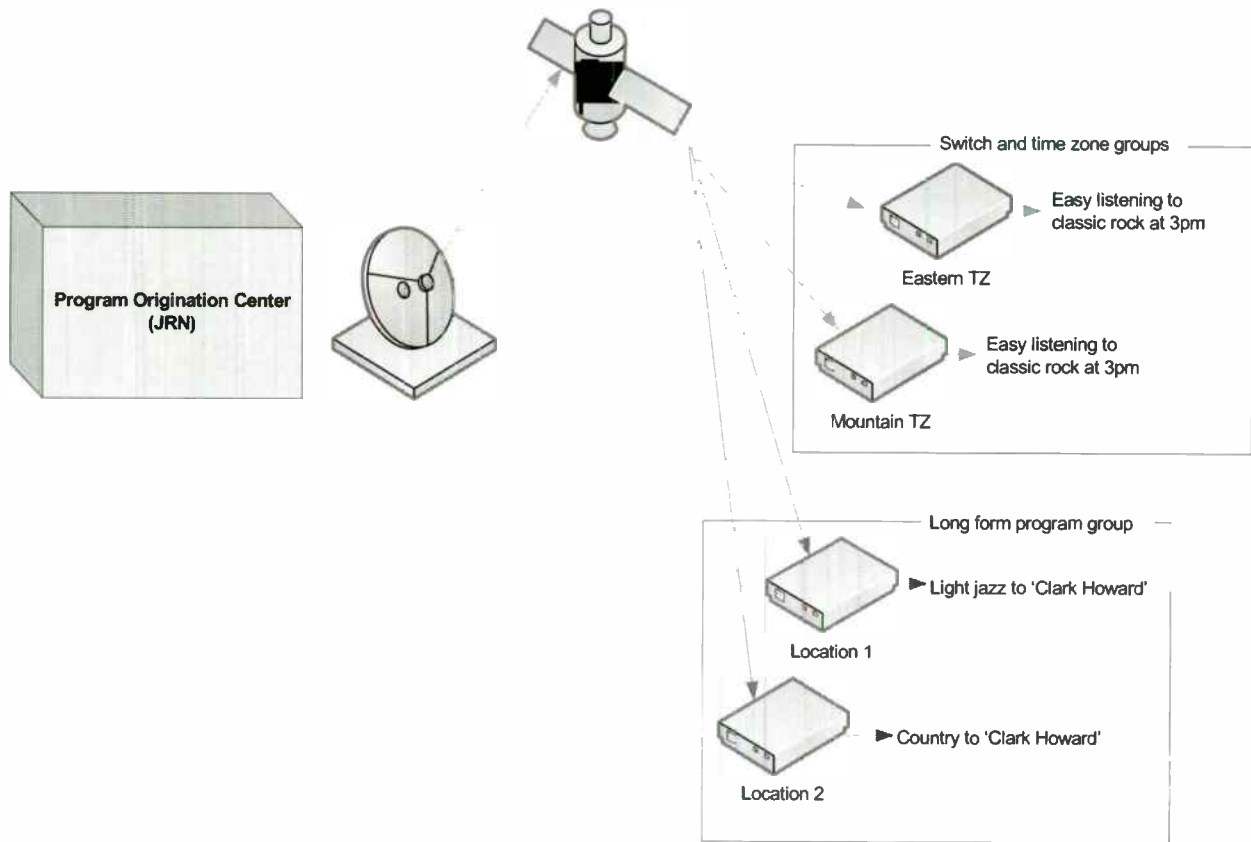 Switch and time zone groups
Easy listening to
classic rock at 3pm
Eastern TZ
Program Origination Center
(JRN)
Easy listening to
classic rock at 3pm
Mountain TZ
Long form program group
Light jazz to 'Clark Howard'
Location 1
Country to 'Clark Howard'
Location 2